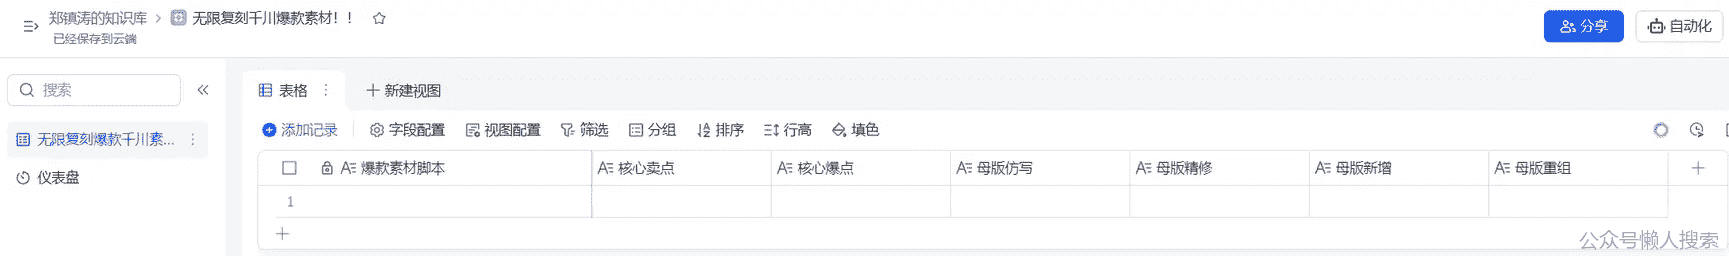 郑镇涛的知识库 > 无限复刻千川爆款素材！！
已经保存到云端
分享
自动化
搜索
无限复刻爆款千川素...
仪表盘
表格
新建视图
添加记录 字段配置 视图配置 筛选 分组 排序 行高 填色
爆款素材脚本 核心卖点 核心爆点 母版仿写 母版精修 母版新增 母版重组
1
公众号懒人搜索